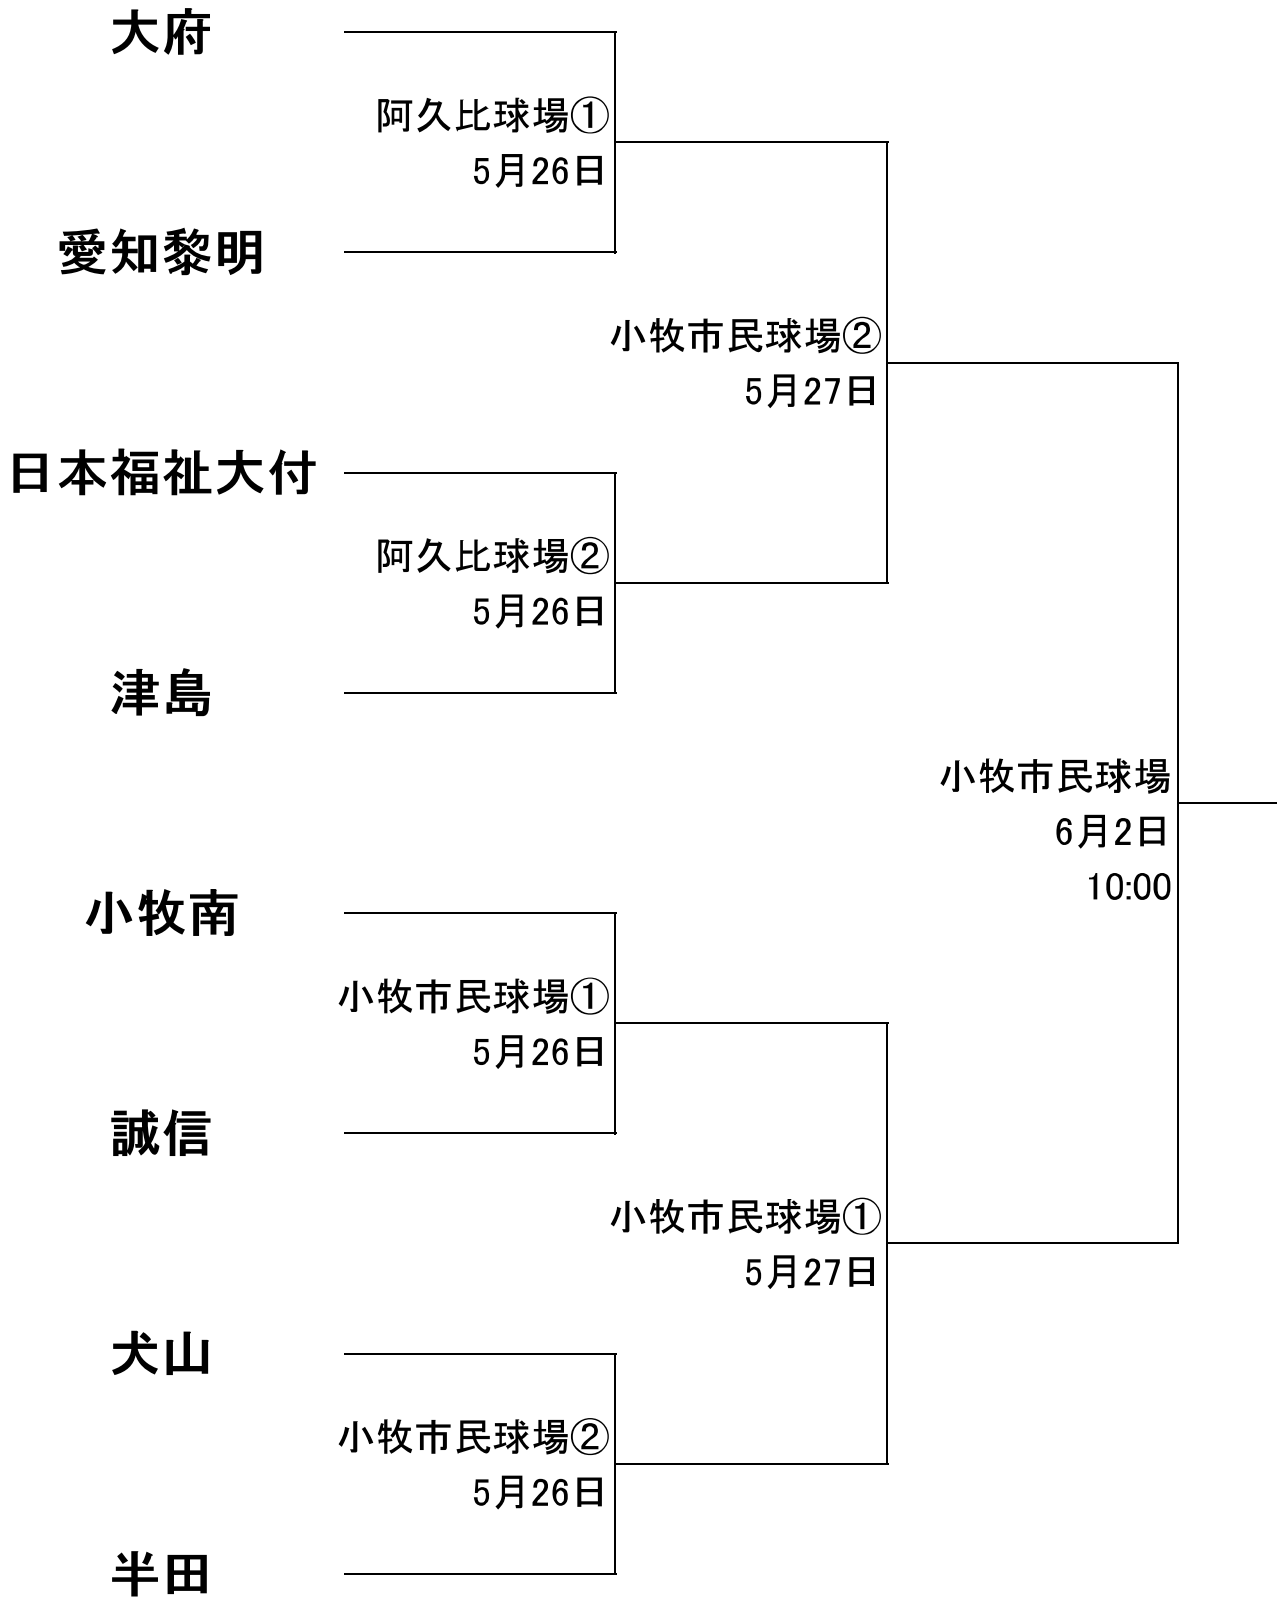 大府
阿久比球場①
5月26日
愛知黎明
小牧市民球場②
5月27日
日本福祉大付
阿久比球場②
5月26日
津島
小牧市民球場
6月2日
10:00
小牧南
小牧市民球場①
5月26日
誠信
小牧市民球場①
5月27日
犬山
小牧市民球場②
5月26日
半田